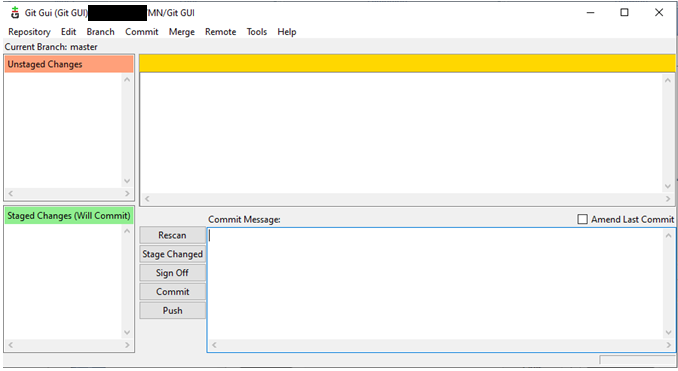 Git Gui (Git GUI) MN/Git GUI
Repository Edit Branch Commit Merge Remote Tools Help
Current Branch: master
Unstaged Changes
Staged Changes (Will Commit)
Commit Message:
Amend Last Commit
Rescan
Stage Changed
Sign Off
Commit
Push